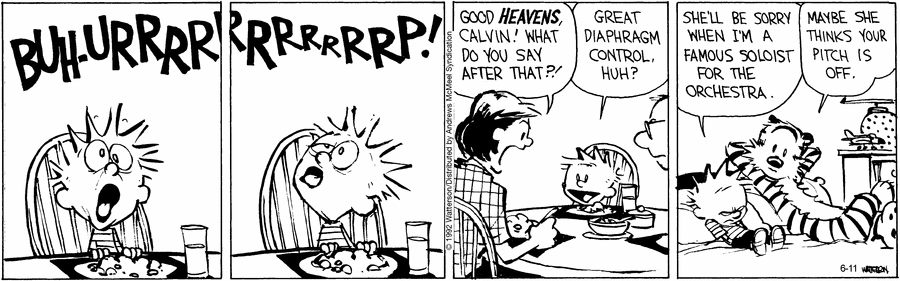 BUH-URRRRRRRRRRRP!
GOOD HEAVENS,
CALVIN! WHAT
DO YOU SAY
AFTER THAT?!
GREAT
DIAPHRAGM
CONTROL,
HUH?
© 1992 Watterson/Distributed by Andrews McMeel Syndication
SHE'LL BE SORRY
WHEN I'M A
FAMOUS SOLOIST
FOR THE
ORCHESTRA.
MAYBE SHE
THINKS YOUR
PITCH IS
OFF.
6-11 WATTERSON